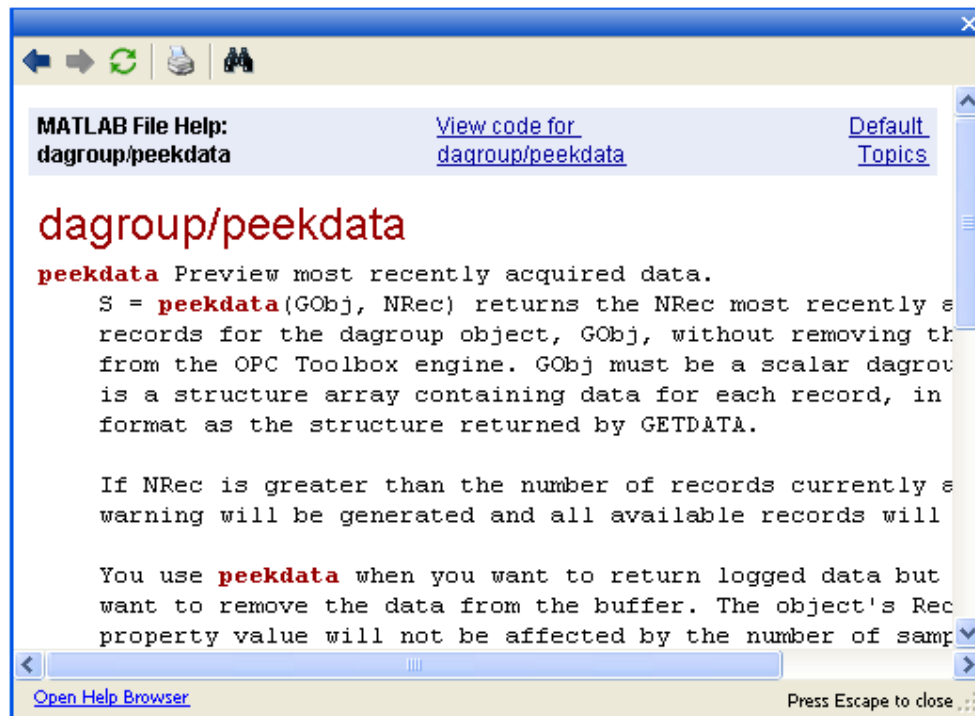 MATLAB File Help:
dagroup/peekdata
View code for
dagroup/peekdata
Default
Topics
dagroup/peekdata
peekdata Preview most recently acquired data.
S = peekdata(GObj, NRec) returns the NRec most recently
records for the dagroup object, GObj, without removing
from the OPC Toolbox engine. GObj must be a scalar
is a structure array containing data for each record, in
format as the structure returned by GETDATA.
If NRec is greater than the number of records currently
warning will be generated and all available records will
You use peekdata when you want to return logged data but
want to remove the data from the buffer. The object's
property value will not be affected by the number of
Open Help Browser
Press Escape to close